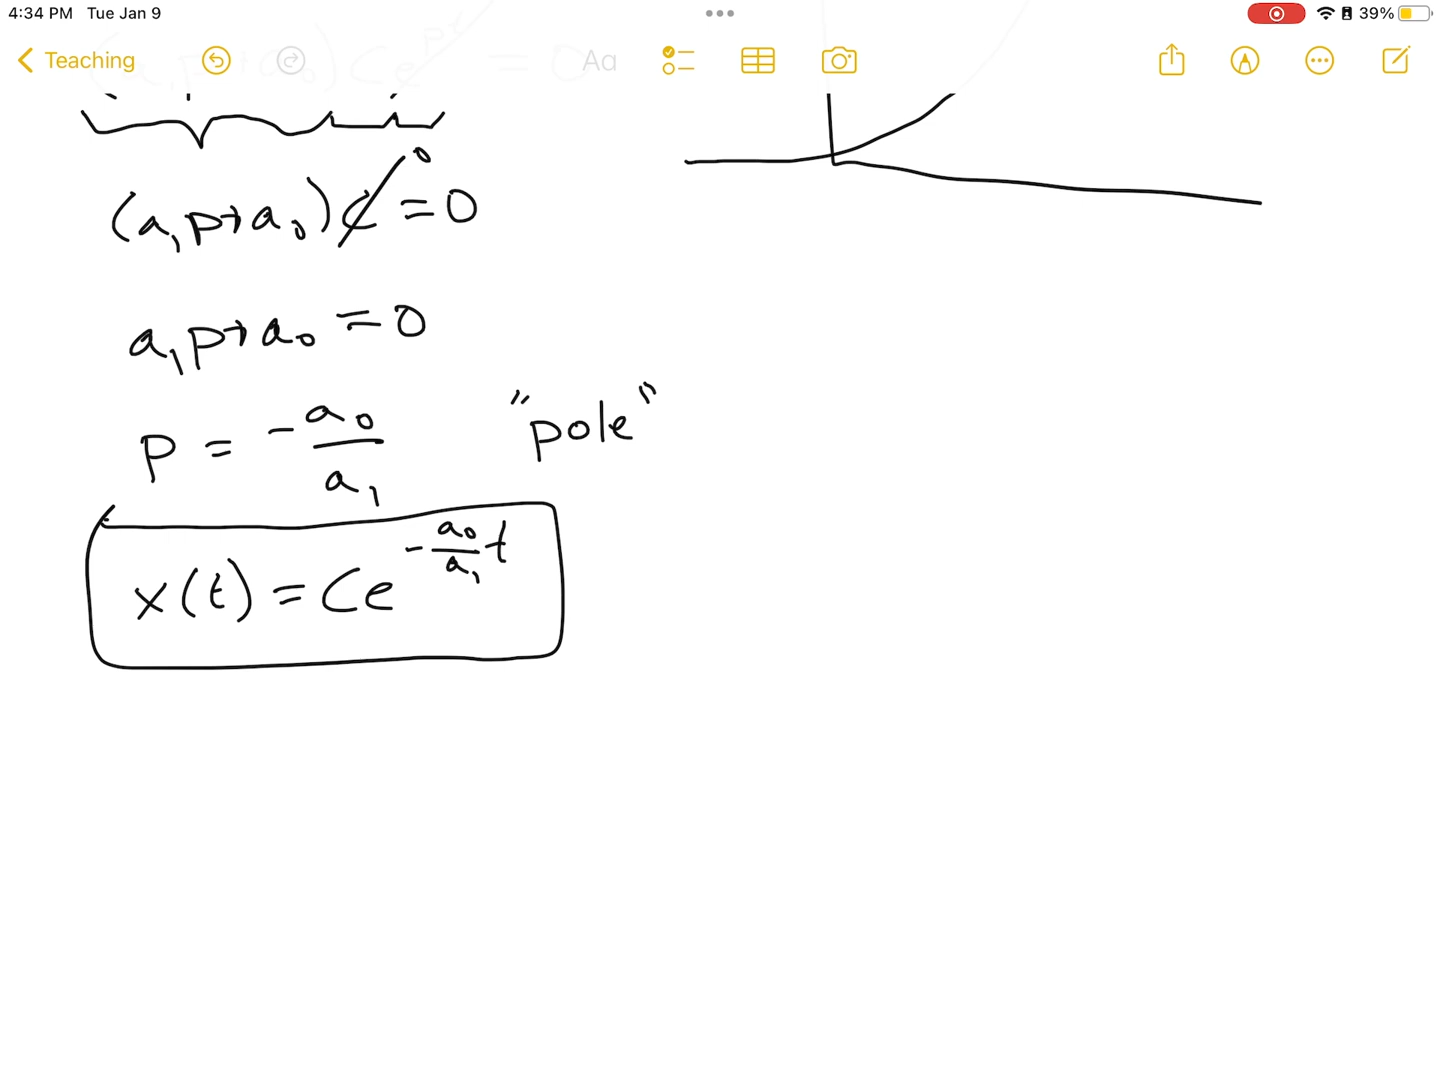 4:34 PM Tue Jan 9
39%
Teaching
Aa
(a₁p+a₀)C⁰=0
a₁p+a₀=0
p = -a₀/a₁ "pole"
x(t) = Ce^(-a₀/a₁ t)